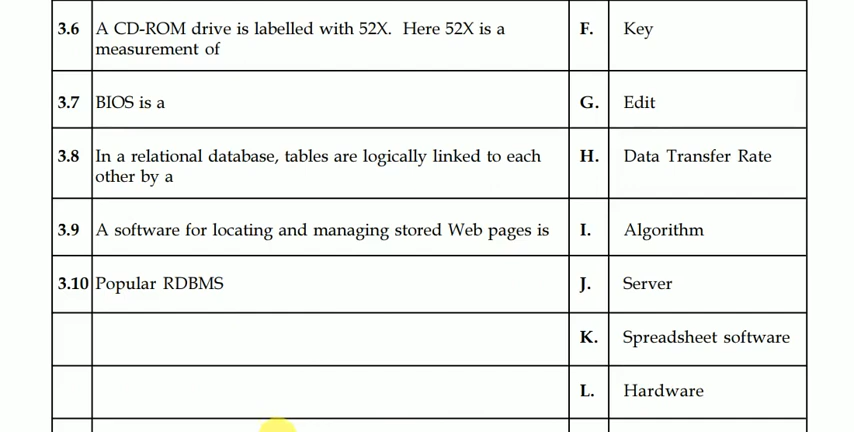 3.6 A CD-ROM drive is labelled with 52X. Here 52X is a F. Key
measurement of
3.7 BIOS is a G. Edit
3.8 In a relational database, tables are logically linked to each H. Data Transfer Rate
other by a
3.9 A software for locating and managing stored Web pages is I. Algorithm
3.10 Popular RDBMS J. Server
K. Spreadsheet software
L. Hardware